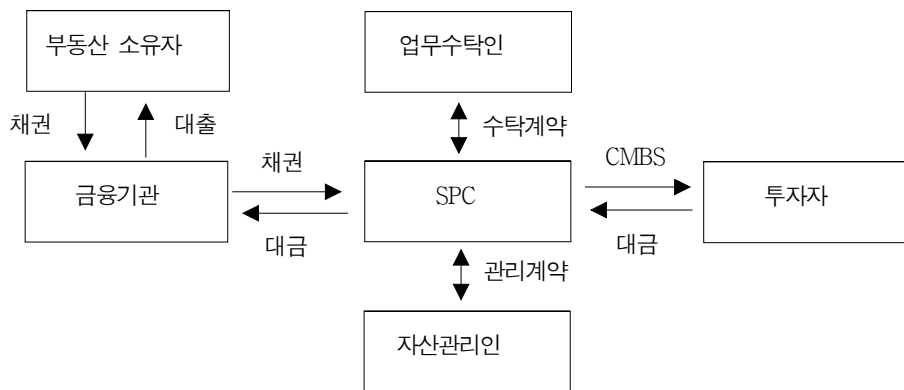 부동산 소유자
업무수탁인
채권
대출
수탁계약
금융기관
채권
대금
SPC
CMBS
대금
투자자
관리계약
자산관리인